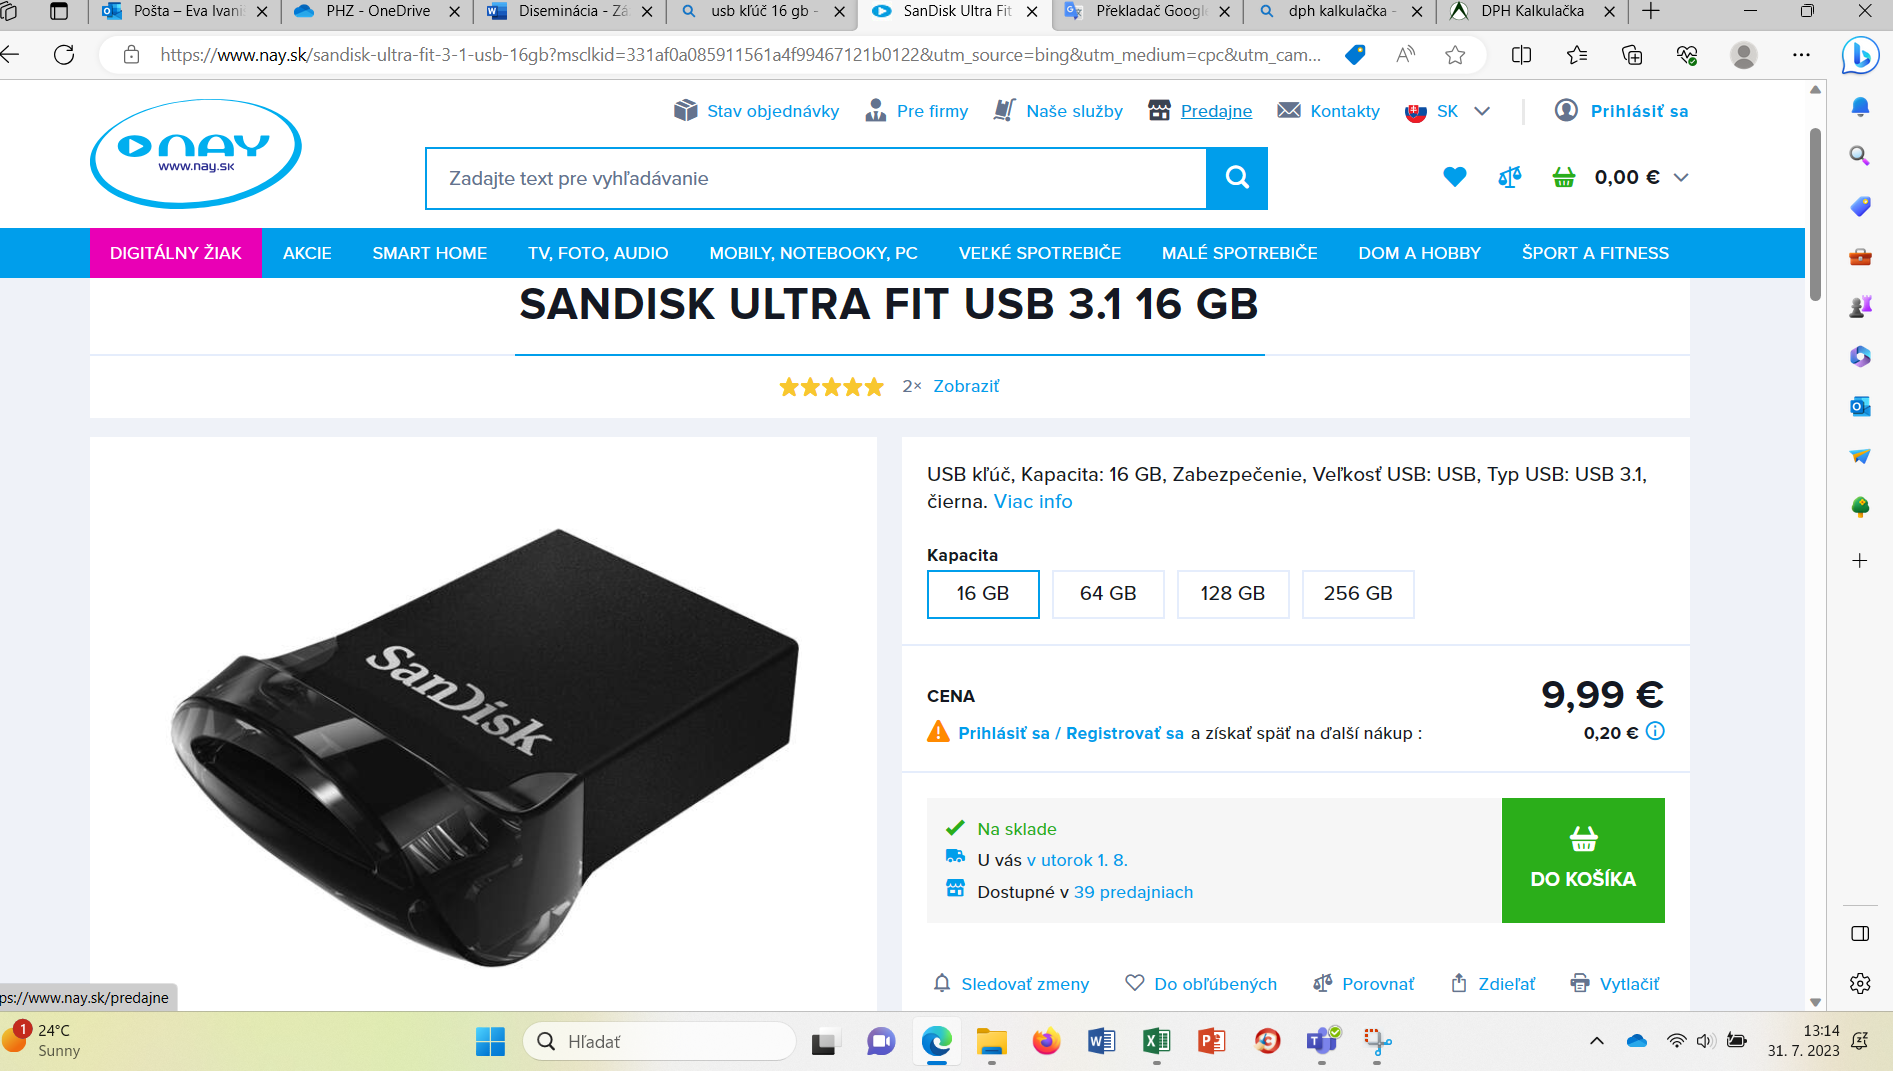 Pošta – Eva Ivani
PHZ - OneDrive
Diseminácia - Zá
usb kľúč 16 gb -
SanDisk Ultra Fit
Překladač Google
dph kalkulačka -
DPH Kalkulačka
https://www.nay.sk/sandisk-ultra-fit-3-1-usb-16gb?msclkid=331af0a085911561a4f99467121b0122&utm_source=bing&utm_medium=cpc&utm_cam...
Stav objednávky
Pre firmy
Naše služby
Predajne
Kontakty
SK
Prihlásiť sa
NAY
www.nay.sk
Zadajte text pre vyhľadávanie
0,00 €
DIGITÁLNY ŽIAK
AKCIE
SMART HOME
TV, FOTO, AUDIO
MOBILY, NOTEBOOKY, PC
VEĽKÉ SPOTREBIČE
MALÉ SPOTREBIČE
DOM A HOBBY
ŠPORT A FITNESS
SANDISK ULTRA FIT USB 3.1 16 GB
2× Zobraziť
USB kľúč, Kapacita: 16 GB, Zabezpečenie, Veľkosť USB: USB, Typ USB: USB 3.1,
čierna. Viac info
Kapacita
16 GB
64 GB
128 GB
256 GB
SanDisk
CENA
9,99 €
Prihlásiť sa / Registrovať sa a získať späť na ďalší nákup :
0,20 €
Na sklade
U vás v utorok 1. 8.
Dostupné v 39 predajniach
DO KOŠÍKA
Sledovať zmeny
Do obľúbených
Porovnať
Zdieľať
Vytlačiť
ps://www.nay.sk/predajne
1
24°C
Sunny
Hľadať
13:14
31. 7. 2023